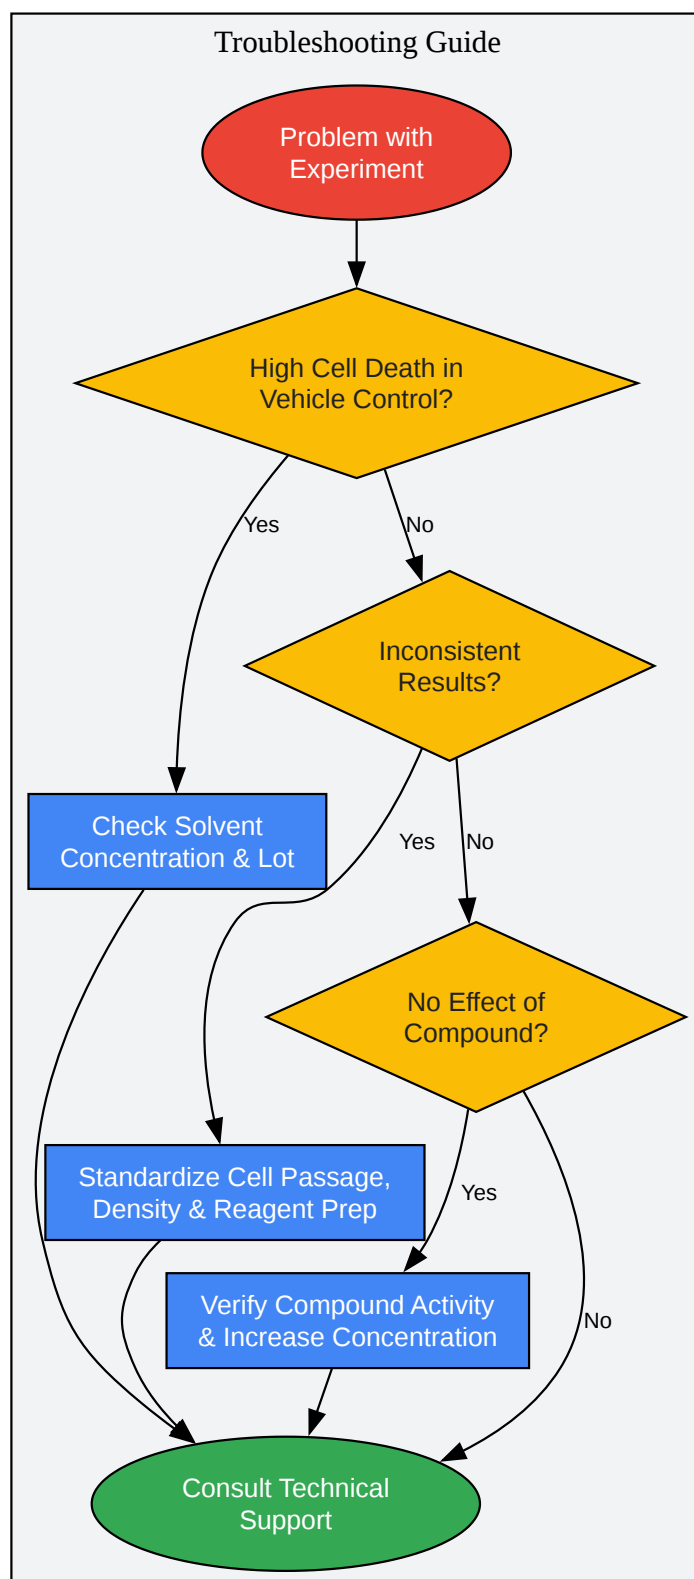 Troubleshooting Guide
Problem with
Experiment
High Cell Death in
Vehicle Control?
Yes
No
Inconsistent
Results?
Check Solvent
Concentration & Lot
Yes
No
No Effect of
Compound?
Standardize Cell Passage,
Density & Reagent Prep
Yes
Verify Compound Activity
& Increase Concentration
No
Consult Technical
Support